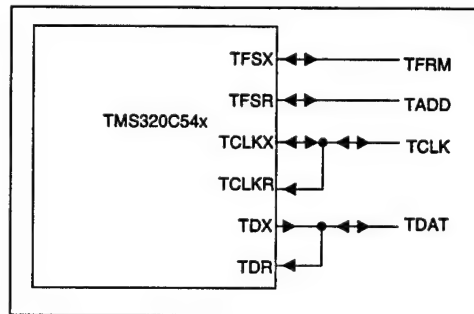 TFSX TFRM
TFSR TADD
TMS320C54x
TCLKX TCLK
TCLKR
TDX TDAT
TDR